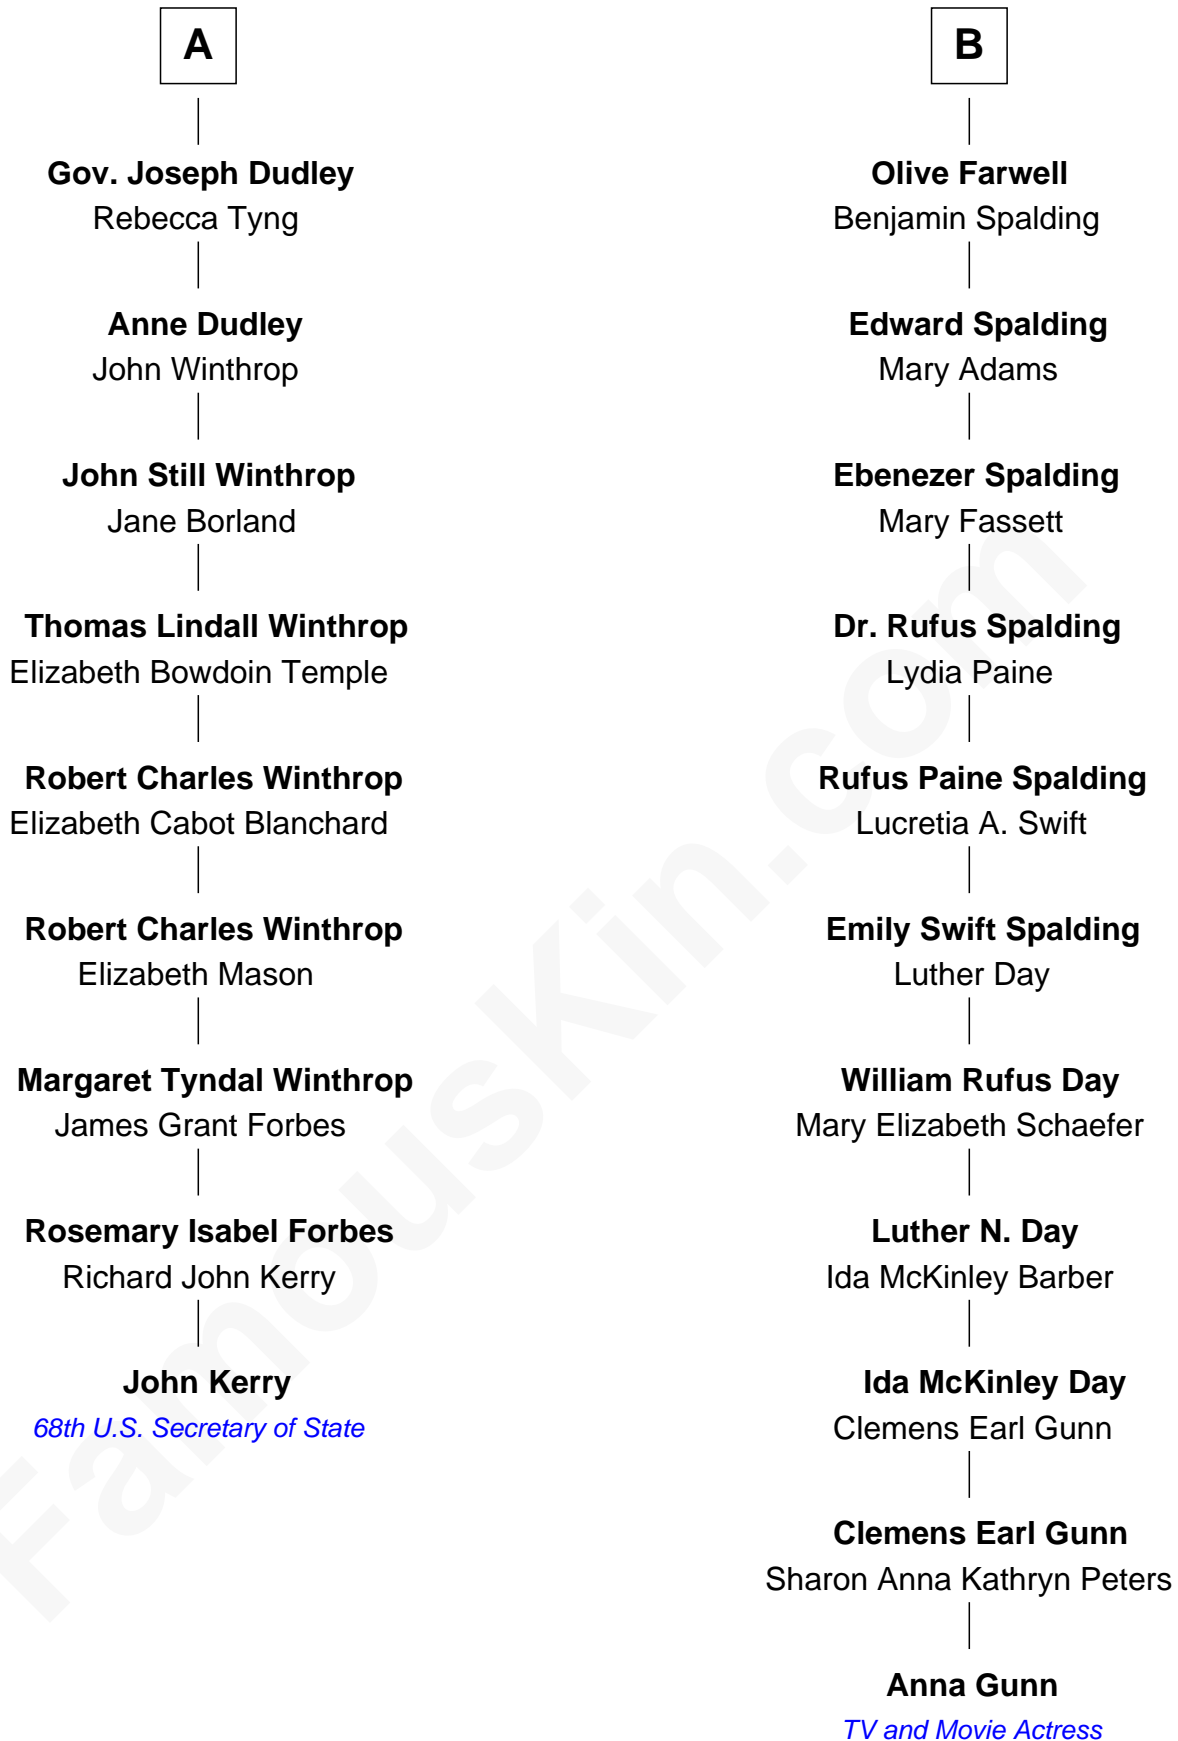 A
Gov. Joseph Dudley
Rebecca Tyng
Anne Dudley
John Winthrop
John Still Winthrop
Jane Borland
Thomas Lindall Winthrop
Elizabeth Bowdoin Temple
Robert Charles Winthrop
Elizabeth Cabot Blanchard
Robert Charles Winthrop
Elizabeth Mason
Margaret Tyndal Winthrop
James Grant Forbes
Rosemary Isabel Forbes
Richard John Kerry
John Kerry
68th U.S. Secretary of State
B
Olive Farwell
Benjamin Spalding
Edward Spalding
Mary Adams
Ebenezer Spalding
Mary Fassett
Dr. Rufus Spalding
Lydia Paine
Rufus Paine Spalding
Lucretia A. Swift
Emily Swift Spalding
Luther Day
William Rufus Day
Mary Elizabeth Schaefer
Luther N. Day
Ida McKinley Barber
Ida McKinley Day
Clemens Earl Gunn
Clemens Earl Gunn
Sharon Anna Kathryn Peters
Anna Gunn
TV and Movie Actress
FamousKin.com